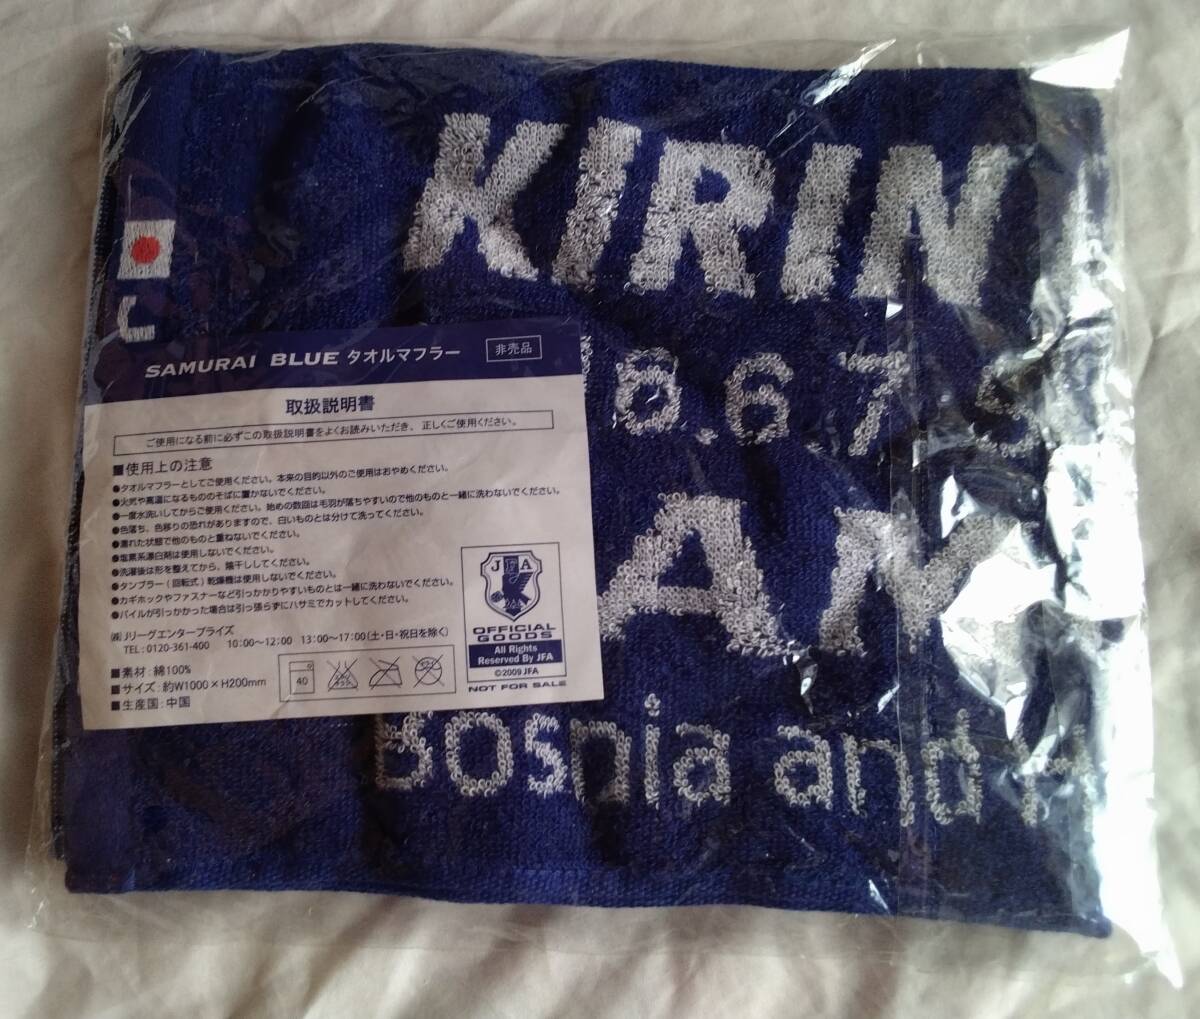 KIRIN
8.6.7 S
SAMURAI BLUE タオルマフラー 非売品
取扱説明書
ご使用になる前に必ずこの取扱説明書をよくお読みいただき、正しくご使用ください。
■使用上の注意
●タオルマフラーとしてご使用ください。本来の目的以外のご使用はおやめください。
●火気や高温になるもののそばに置かないでください。
●一度水洗いしてからご使用ください。始めの数回は毛羽が落ちやすいので他のものと一緒に洗わないでください。
●色落ち、色移りの恐れがありますので、白いものとは分けて洗ってください。
●濡れた状態で他のものと重ねないでください。
●塩素系漂白剤は使用しないでください。
●洗濯後は形を整えてから、陰干ししてください。
●タンブラー(回転式)乾燥機は使用しないでください。
●カギホックやファスナーなど引っかかりやすいものとは一緒に洗わないでください。
●パイルが引っかかった場合は引っ張らずにハサミでカットしてください。
㈱Jリーグエンタープライズ
TEL:0120-361-400 10:00〜12:00 13:00〜17:00(土・日・祝日を除く)
■素材:綿100%
■サイズ:約W1000×H200mm
■生産国:中国
40
JFA
OFFICIAL
GOODS
All Rights
Reserved By JFA
©2009 JFA
NOT FOR SALE
Bosnia and H